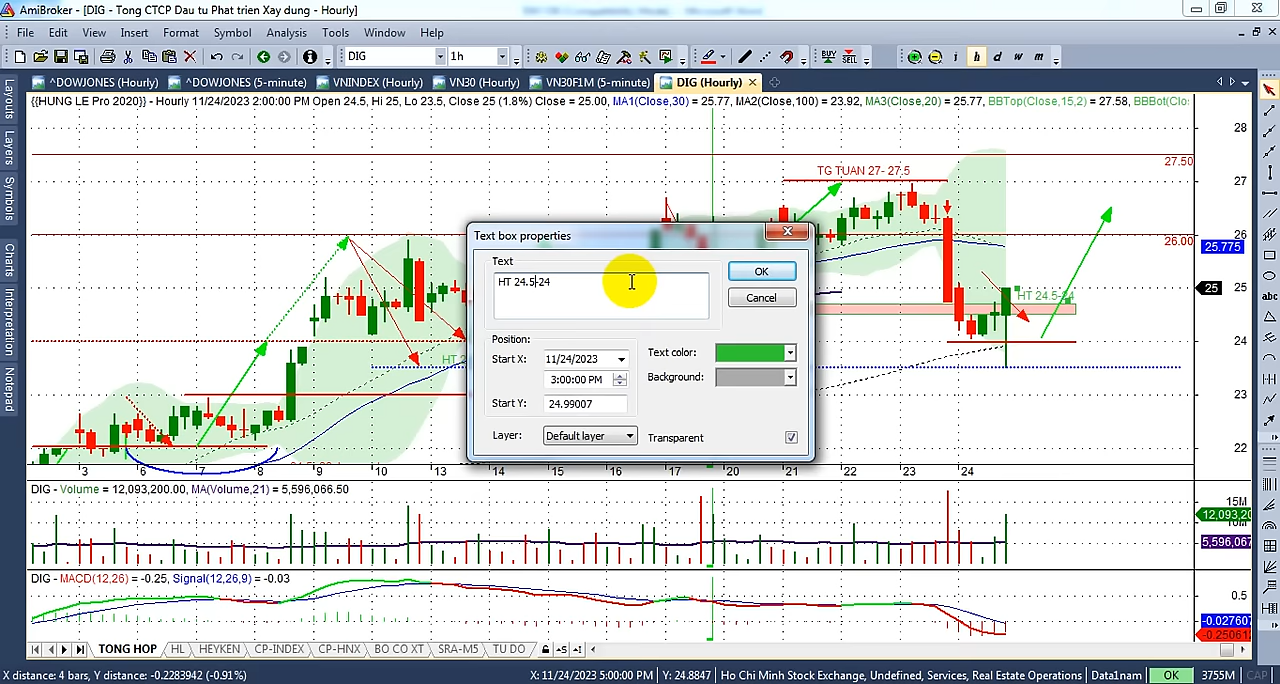 AmiBroker - [DIG - Tong CTCP Dau tu Phat trien Xay dung - Hourly]
File Edit View Insert Format Symbol Analysis Tools Window Help
DIG 1h BUY SELL i h d w m
^DOWJONES (Hourly) ^DOWJONES (5-minute) VNINDEX (Hourly) VN30 (Hourly) VN30F1M (5-minute) DIG (Hourly)
Layouts
Layers
Symbols
Charts
Interpretation
Notepad
{{HUNG LE Pro 2020}} - Hourly 11/24/2023 2:00:00 PM Open 24.5, Hi 25, Lo 23.5, Close 25 (1.8%) Close = 25.00, MA1(Close,30) = 25.77, MA2(Close,100) = 23.92, MA3(Close,20) = 25.77, BBTop(Close,15,2) = 27.58, BBBot(Clo:
28
27.50
TG TUAN 27- 27.5
27
26
26.00
25.775
25
HT 24.5-24
24
HT 2
23
22
3 6 7 8 9 10 13 14 15 16 17 20 21 22 23 24
Text box properties
Text
OK
HT 24.5-24
Cancel
Position:
Start X: 11/24/2023
Text color:
3:00:00 PM
Background:
Start Y: 24.99007
Layer: Default layer
Transparent
abc
DIG - Volume = 12,093,200.00, MA(Volume,21) = 5,596,066.50
15M
12,093,20
10M
5,596,067
DIG - MACD(12,26) = -0.25, Signal(12,26,9) = -0.03
0.5
-0.027607
-0.25061
TONG HOP HL HEYKEN CP-INDEX CP-HNX BO CO XT SRA-M5 TU DO
X distance: 4 bars, Y distance: -0.2283942 (-0.91%) X: 11/24/2023 5:00:00 PM Y: 24.8847 Ho Chi Minh Stock Exchange, Undefined, Services, Real Estate Operations Data1nam OK 3755M CAP